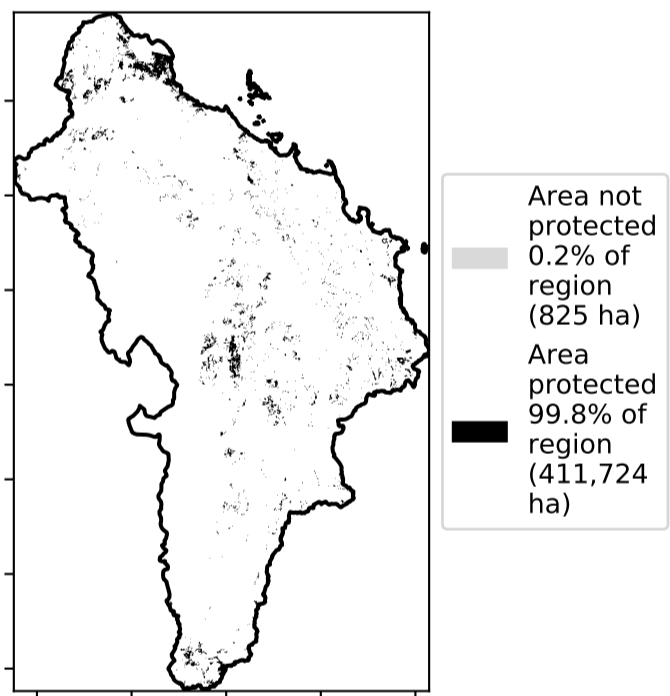 Area not
protected
0.2% of
region
(825 ha)
Area
protected
99.8% of
region
(411,724
ha)